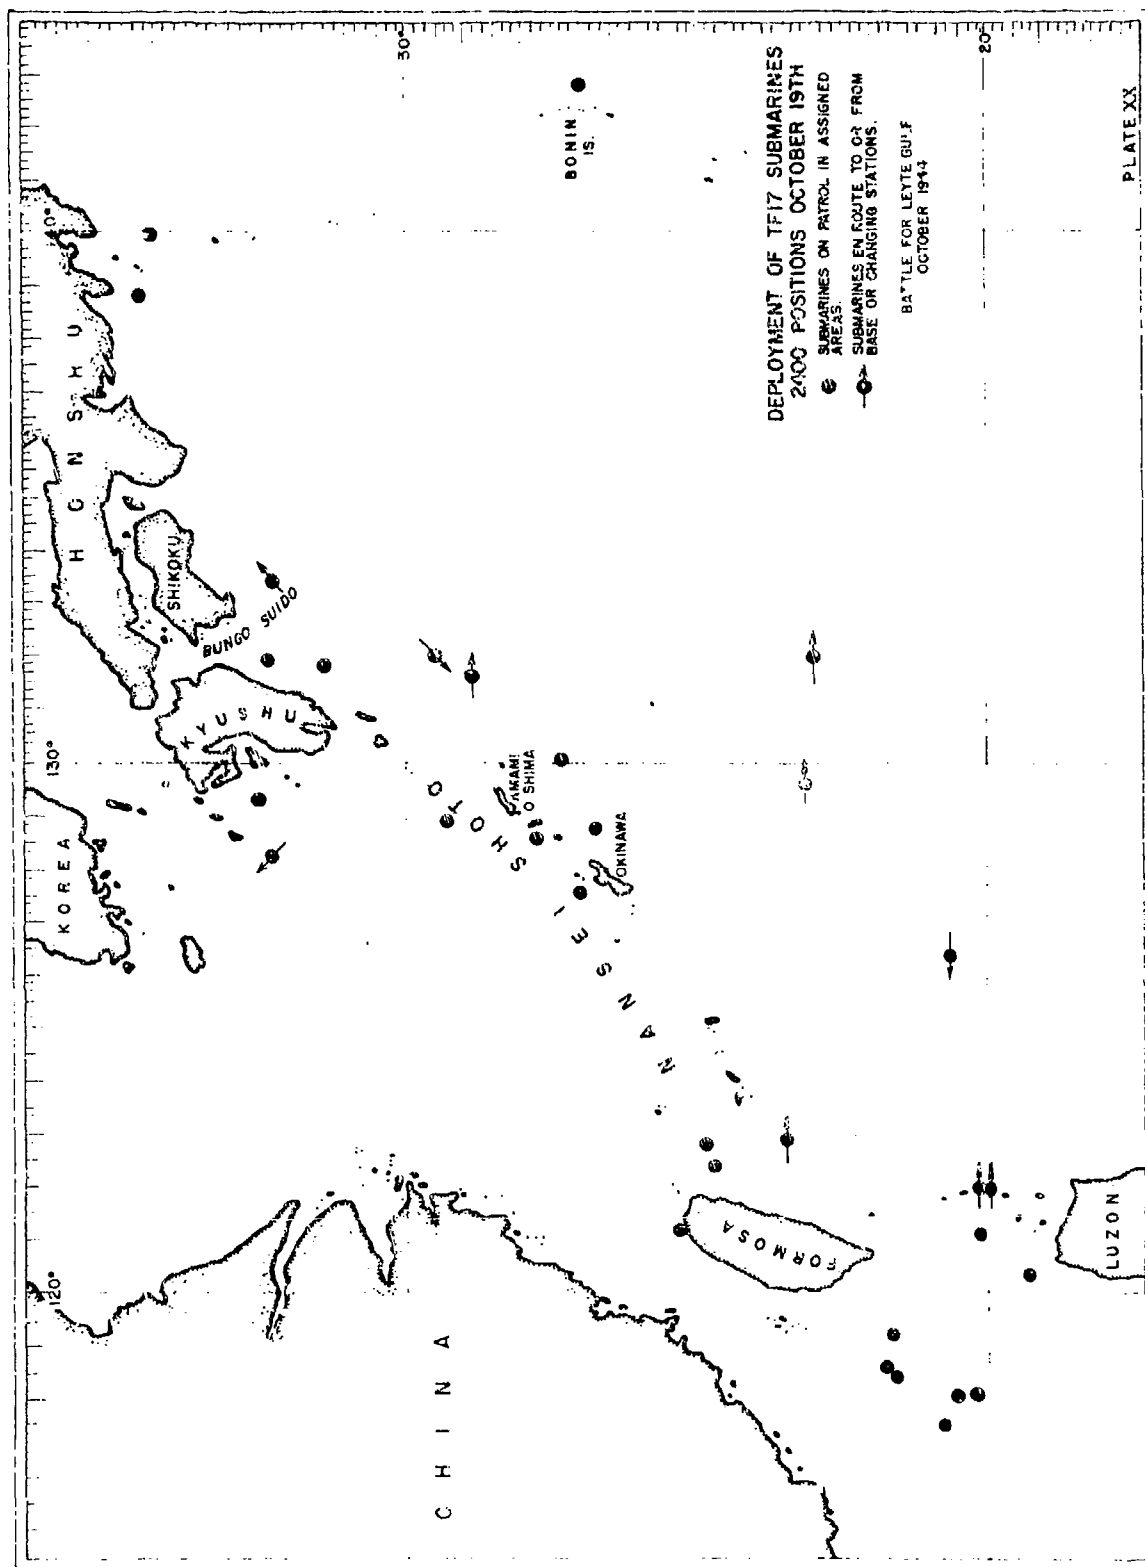 DEPLOYMENT OF TF17 SUBMARINES
2400 POSITIONS OCTOBER 19TH
SUBMARINES ON PATROL IN ASSIGNED
AREAS.
SUBMARINES EN ROUTE TO OR FROM
BASE OR CHANGING STATIONS.
BATTLE FOR LEYTE GULF
OCTOBER 1944
PLATE XX
KOREA
HONSHU
SHIKOKU
BUNGO SUIDO
KYUSHU
BONIN
IS.
AMAMI
O SHIMA
OKINAWA
NANSEI SHOTO
CHINA
FORMOSA
LUZON
120°
130°
30°
20°